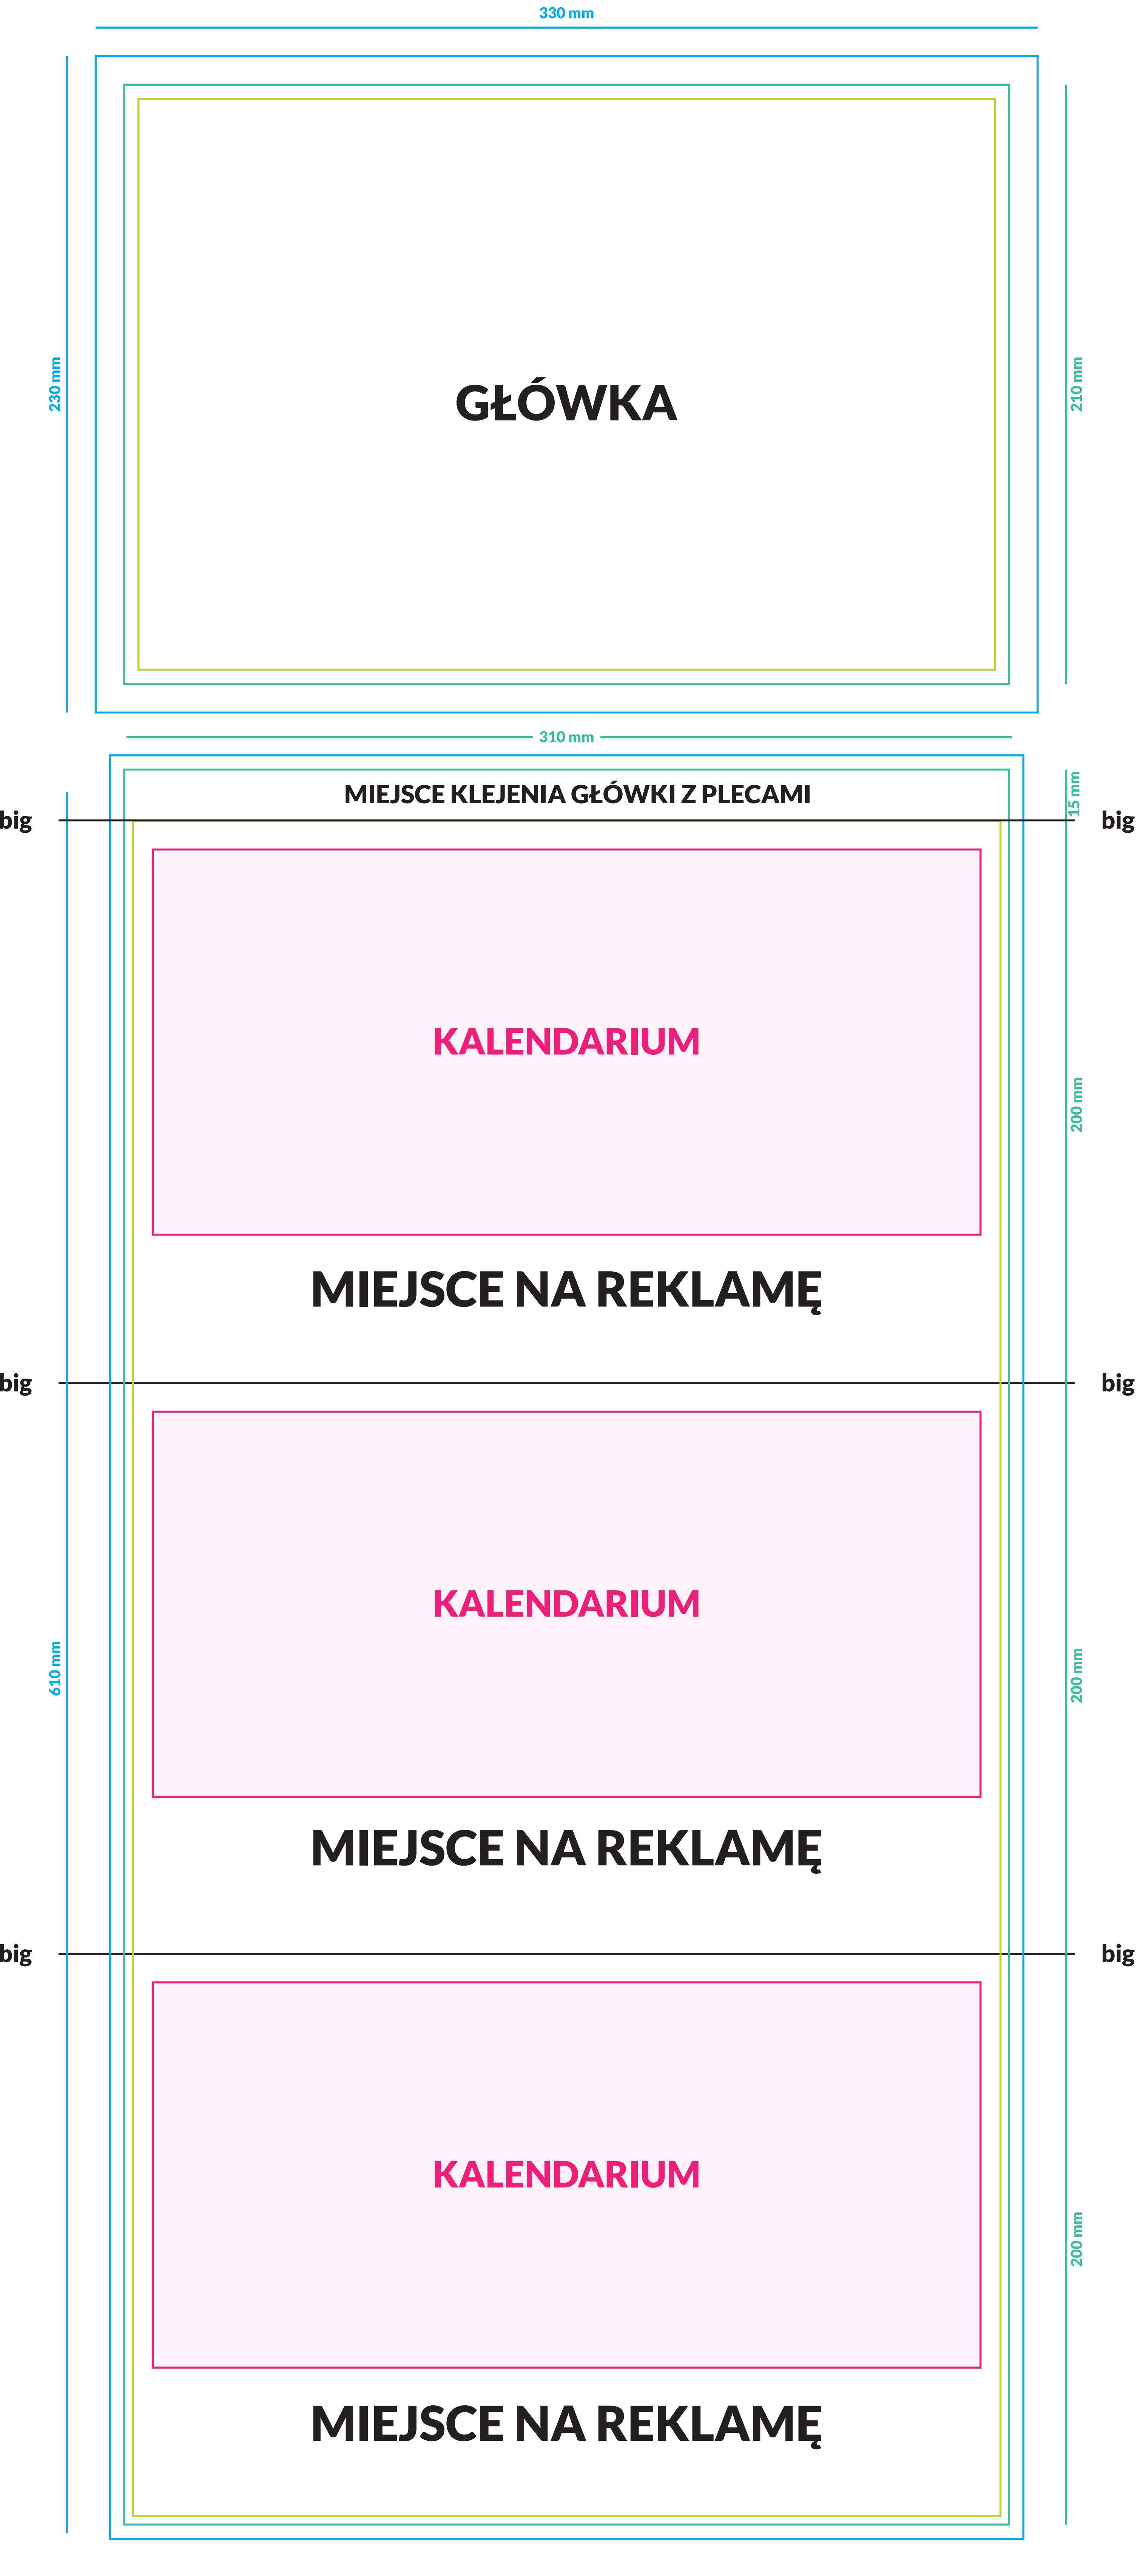 330 mm
230 mm
210 mm
GŁÓWKA
310 mm
15 mm
MIEJSCE KLEJENIA GŁÓWKI Z PLECAMI
big
big
KALENDARIUM
200 mm
MIEJSCE NA REKLAMĘ
big
big
KALENDARIUM
610 mm
200 mm
MIEJSCE NA REKLAMĘ
big
big
KALENDARIUM
200 mm
MIEJSCE NA REKLAMĘ